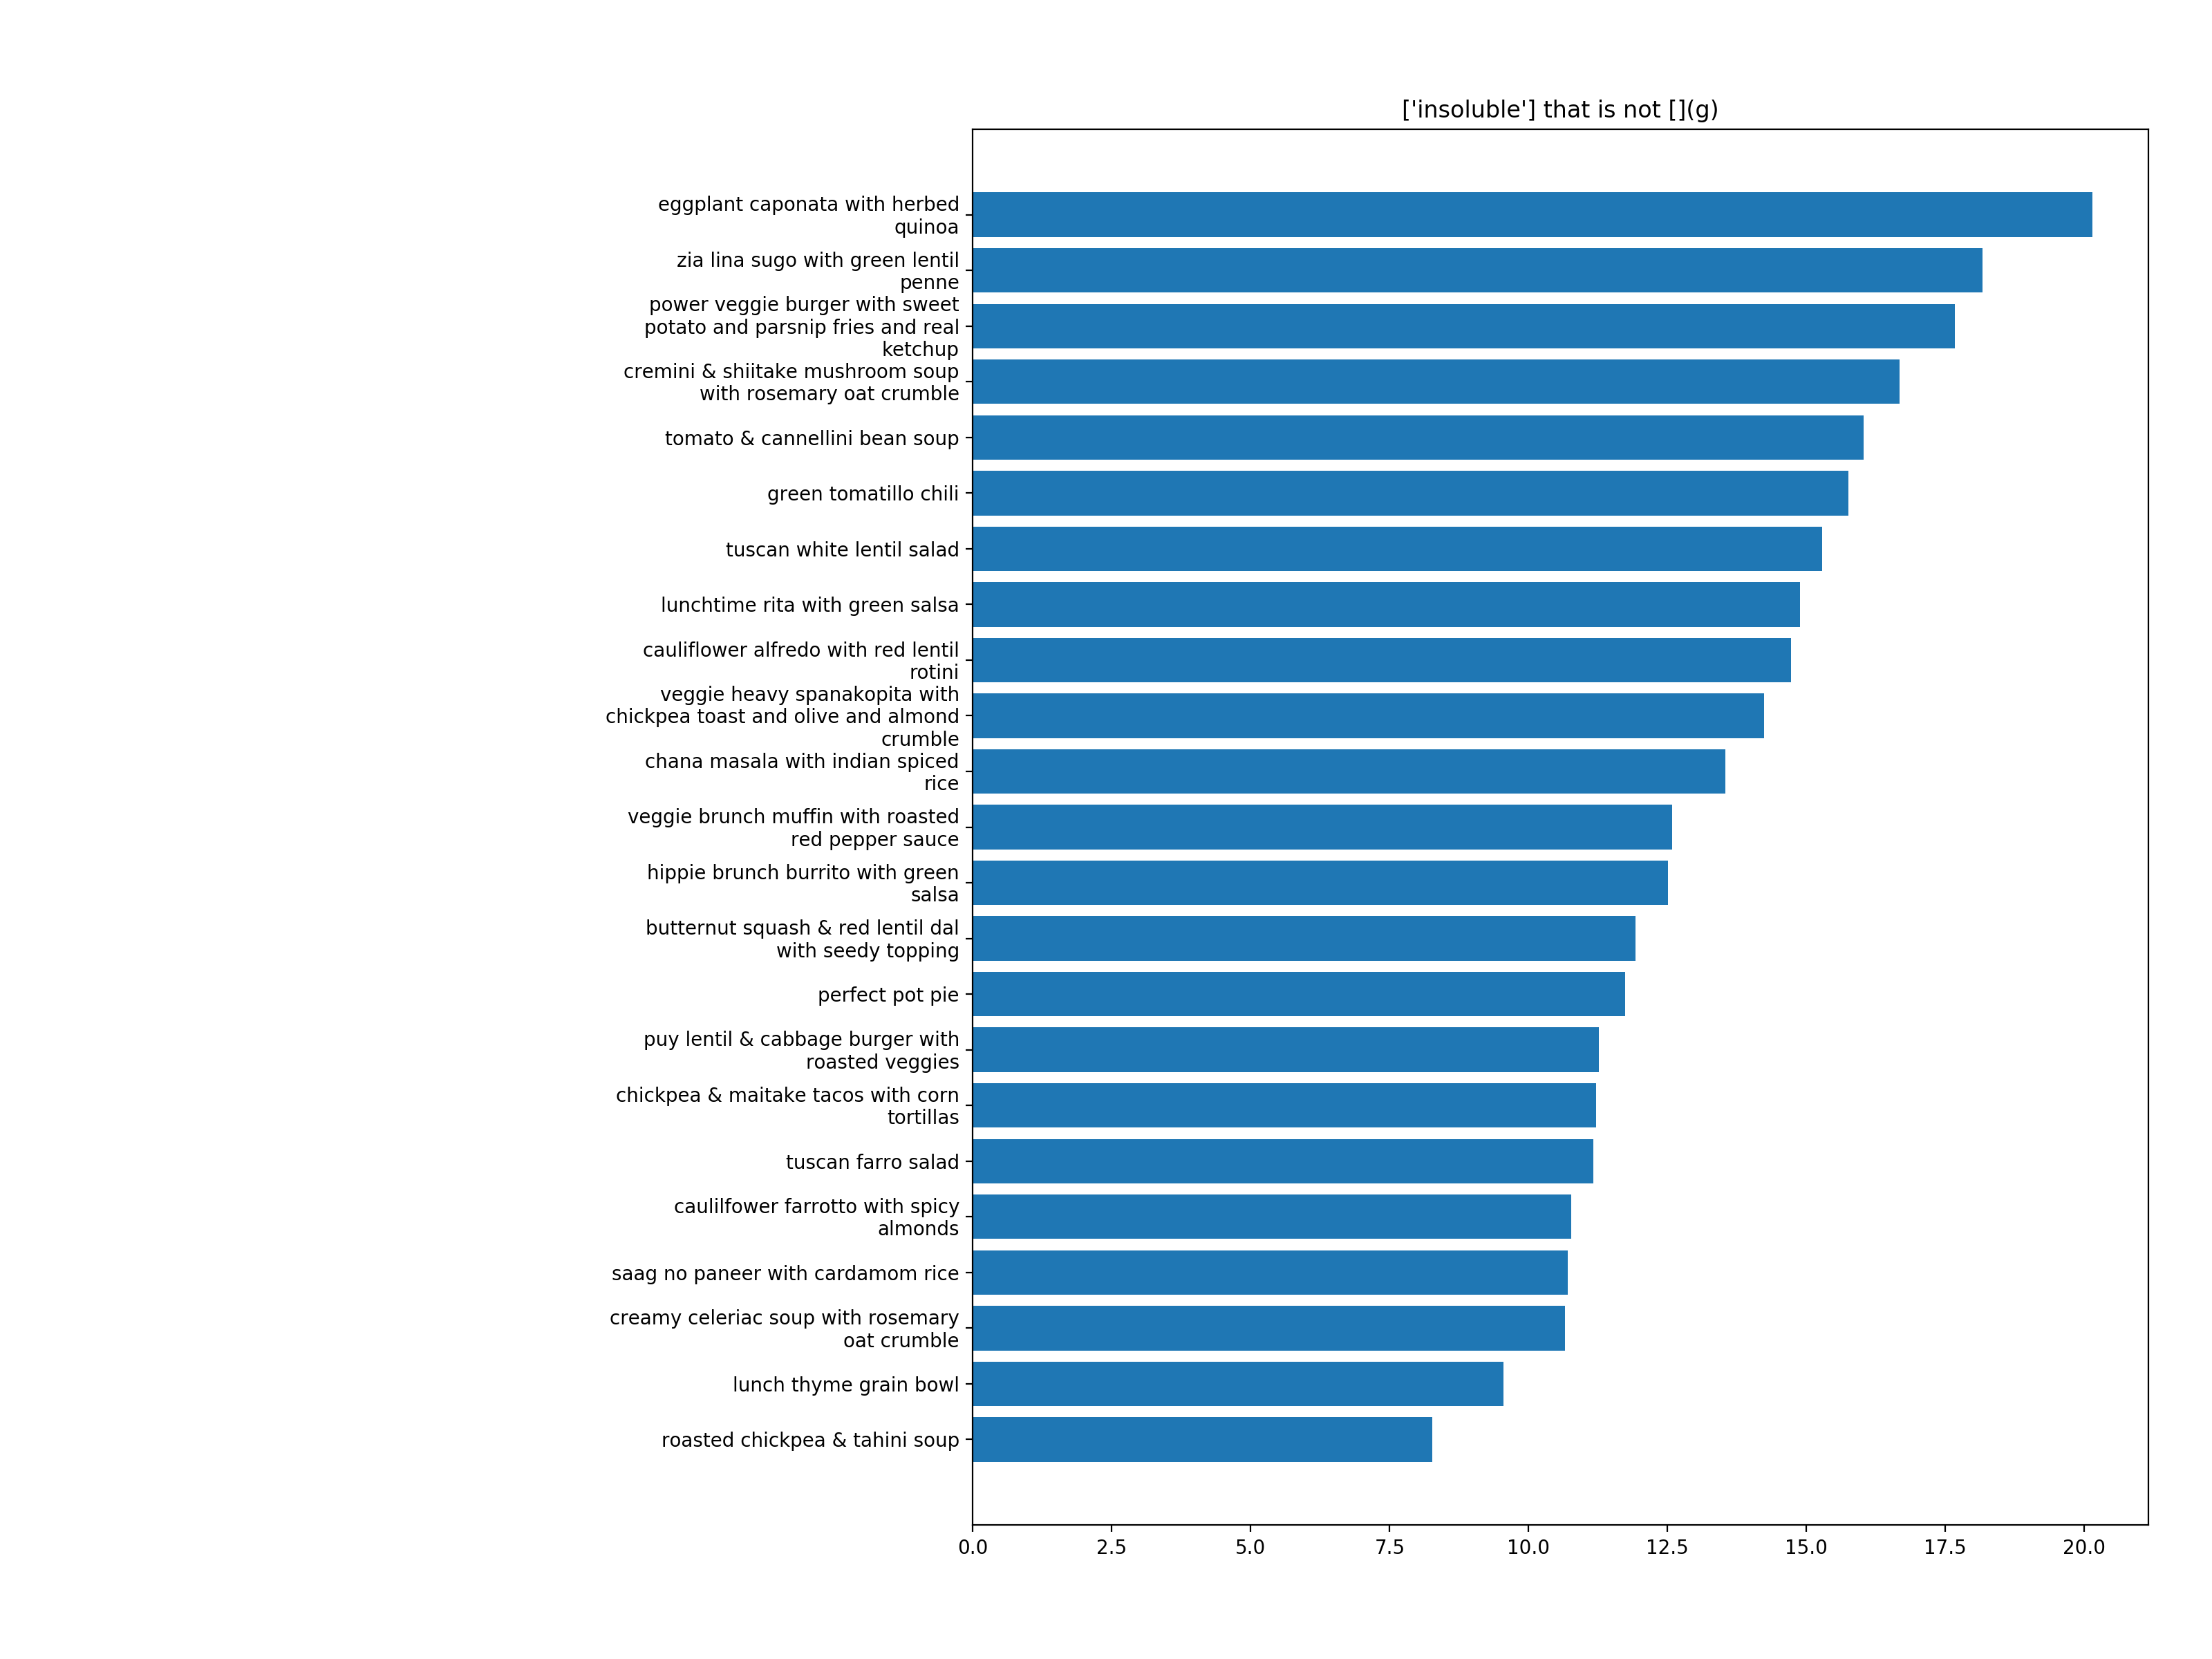 ['insoluble'] that is not [](g)
eggplant caponata with herbed
quinoa
zia lina sugo with green lentil
penne
power veggie burger with sweet
potato and parsnip fries and real
ketchup
cremini & shiitake mushroom soup
with rosemary oat crumble
tomato & cannellini bean soup
green tomatillo chili
tuscan white lentil salad
lunchtime rita with green salsa
cauliflower alfredo with red lentil
rotini
veggie heavy spanakopita with
chickpea toast and olive and almond
crumble
chana masala with indian spiced
rice
veggie brunch muffin with roasted
red pepper sauce
hippie brunch burrito with green
salsa
butternut squash & red lentil dal
with seedy topping
perfect pot pie
puy lentil & cabbage burger with
roasted veggies
chickpea & maitake tacos with corn
tortillas
tuscan farro salad
caulilfower farrotto with spicy
almonds
saag no paneer with cardamom rice
creamy celeriac soup with rosemary
oat crumble
lunch thyme grain bowl
roasted chickpea & tahini soup
0.0 2.5 5.0 7.5 10.0 12.5 15.0 17.5 20.0